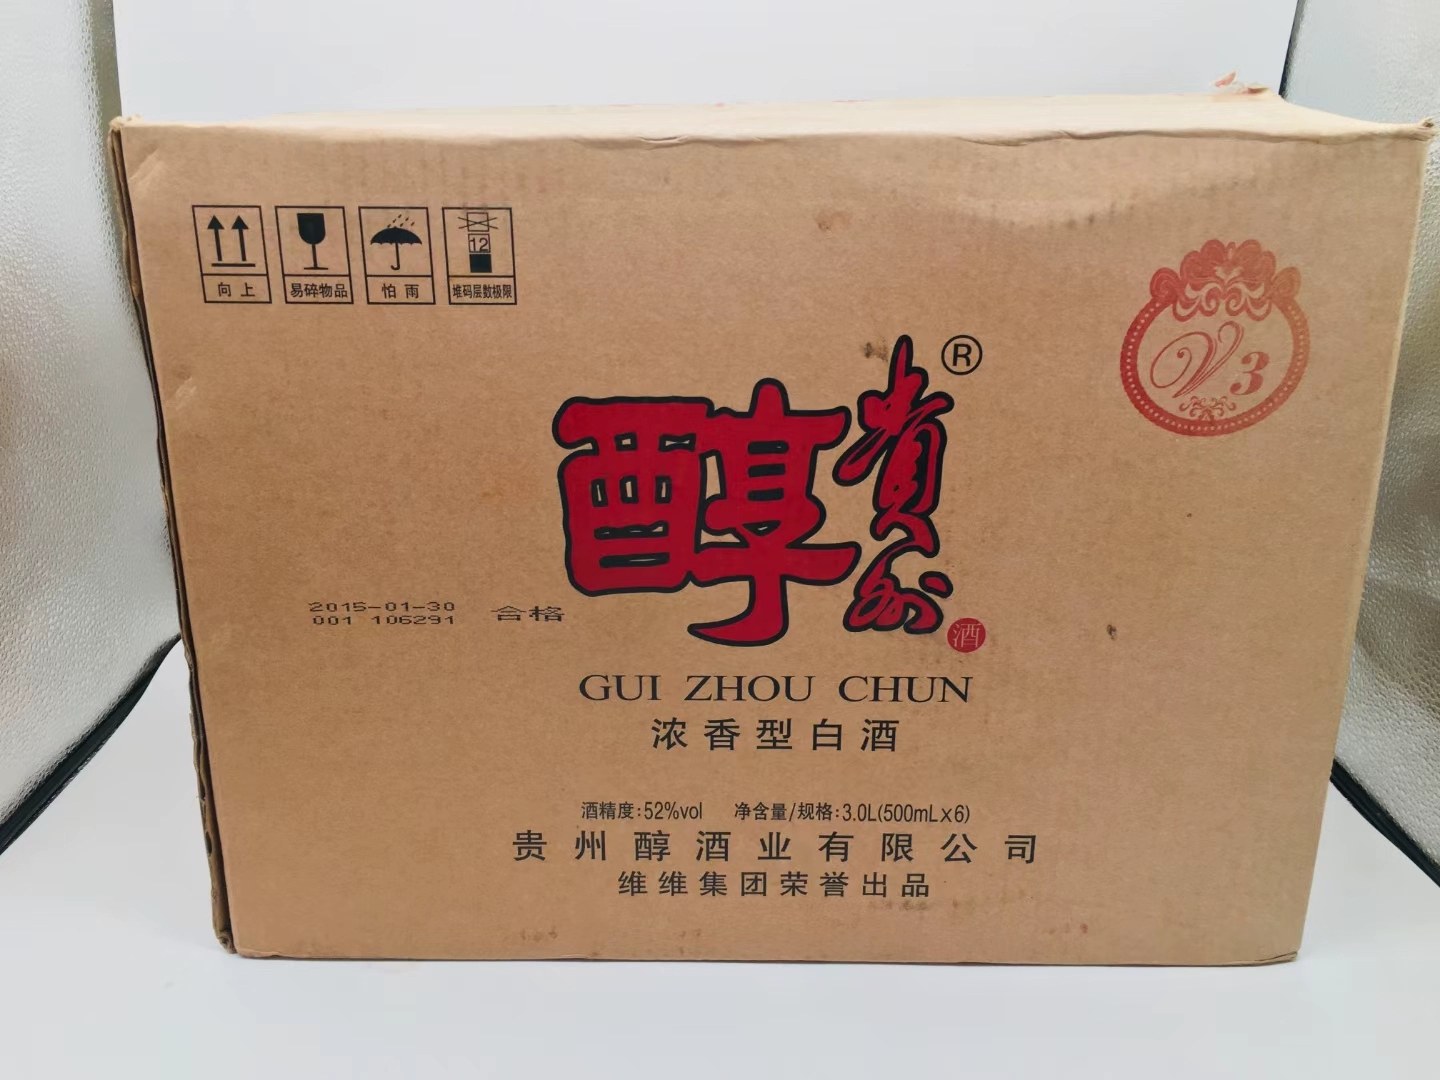 12
向上
易碎物品
怕雨
堆码层数极限
V3
贵州
醇
®
酒
2015-01-30
001 106291
合格
GUI ZHOU CHUN
浓香型白酒
酒精度:52%vol 净含量/规格:3.0L(500mL×6)
贵州醇酒业有限公司
维维集团荣誉出品